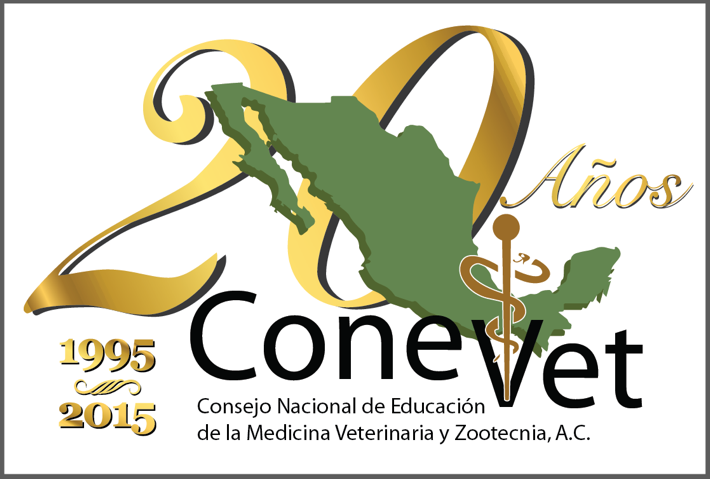 20
Años
1995
2015
ConeVet
Consejo Nacional de Educación
de la Medicina Veterinaria y Zootecnia, A.C.